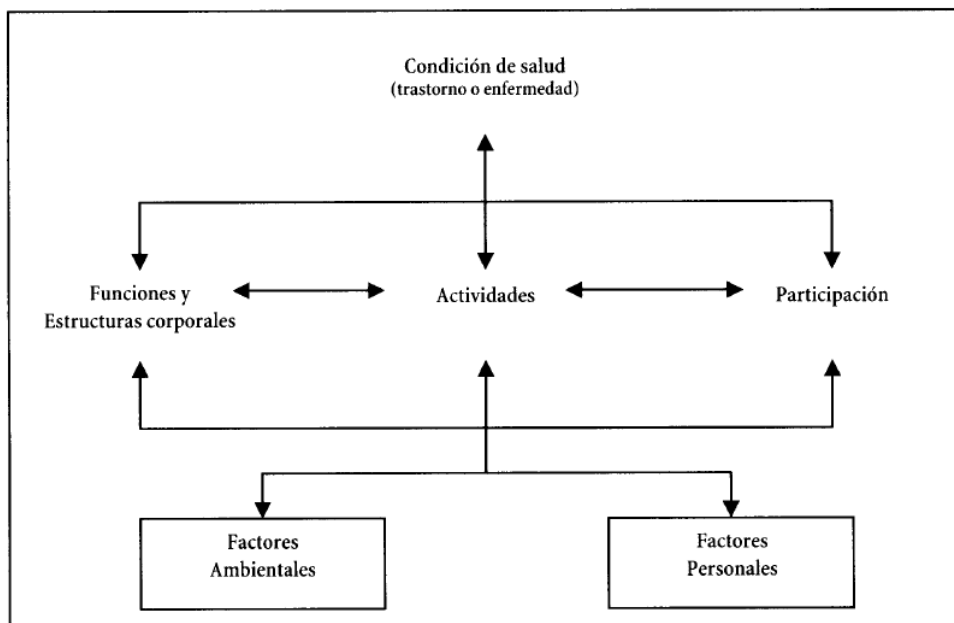 Condición de salud
(trastorno o enfermedad)
Funciones y
Estructuras corporales
Actividades
Participación
Factores
Ambientales
Factores
Personales